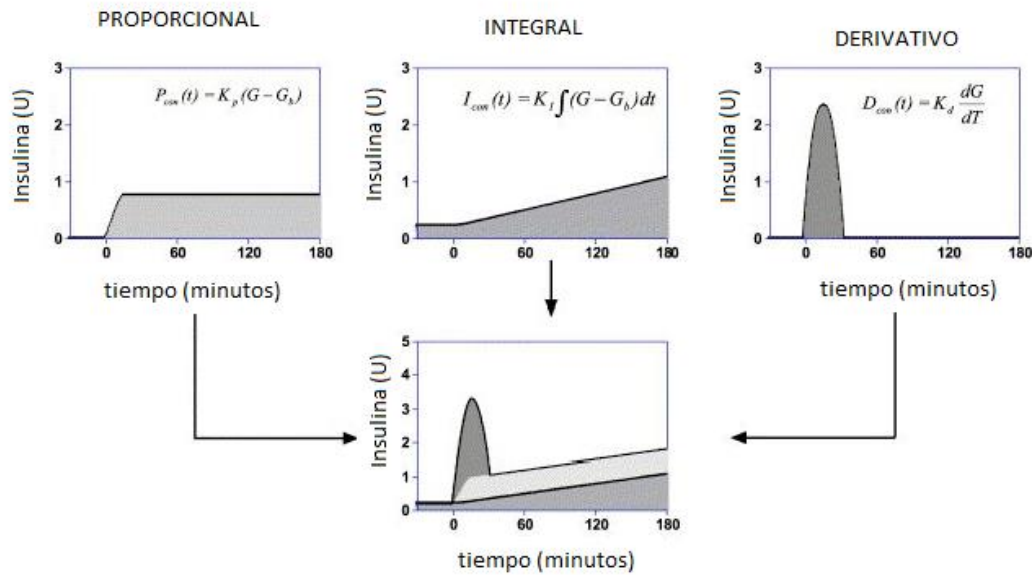 PROPORCIONAL
INTEGRAL
DERIVATIVO
Insulina (U)
3
2
1
0
P_con(t) = K_p (G − G_b)
0 60 120 180
tiempo (minutos)
Insulina (U)
3
2
1
0
I_con(t) = K_I ∫(G − G_b)dt
0 60 120 180
tiempo (minutos)
Insulina (U)
3
2
1
0
D_con(t) = K_d dG/dT
0 60 120 180
tiempo (minutos)
Insulina (U)
5
4
3
2
1
0
0 60 120 180
tiempo (minutos)